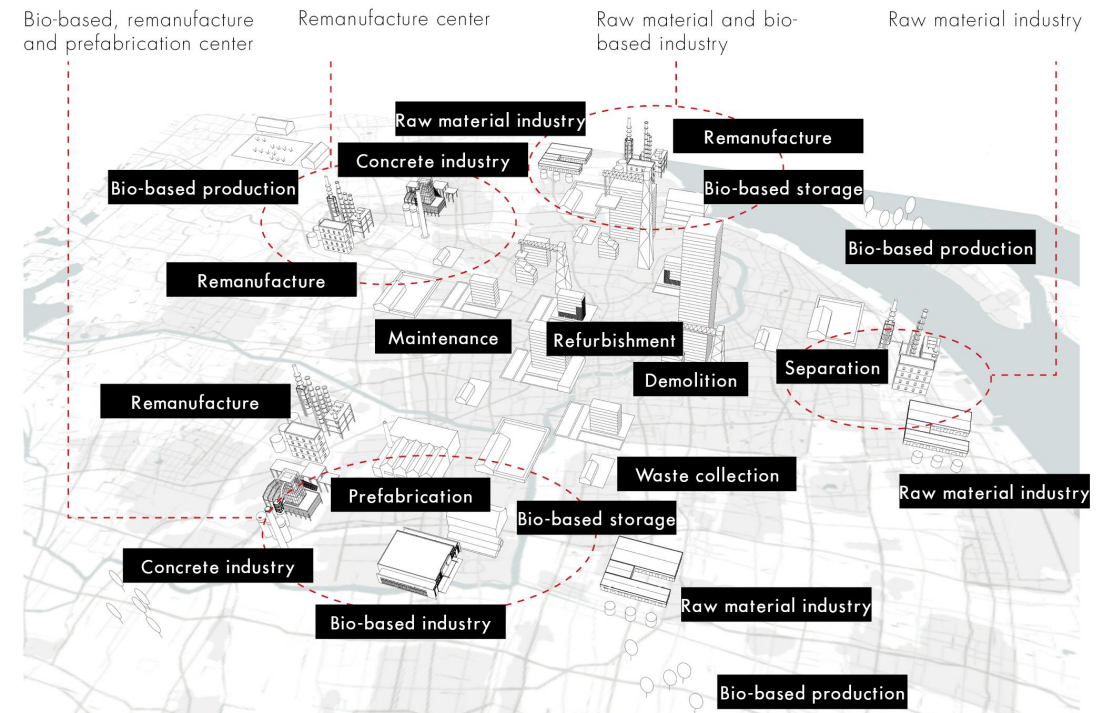 Bio-based, remanufacture
and prefabrication center
Remanufacture center
Raw material and bio-
based industry
Raw material industry
Raw material industry
Remanufacture
Concrete industry
Bio-based production
Bio-based storage
Bio-based production
Remanufacture
Maintenance
Refurbishment
Separation
Demolition
Remanufacture
Waste collection
Prefabrication
Raw material industry
Bio-based storage
Concrete industry
Raw material industry
Bio-based industry
Bio-based production